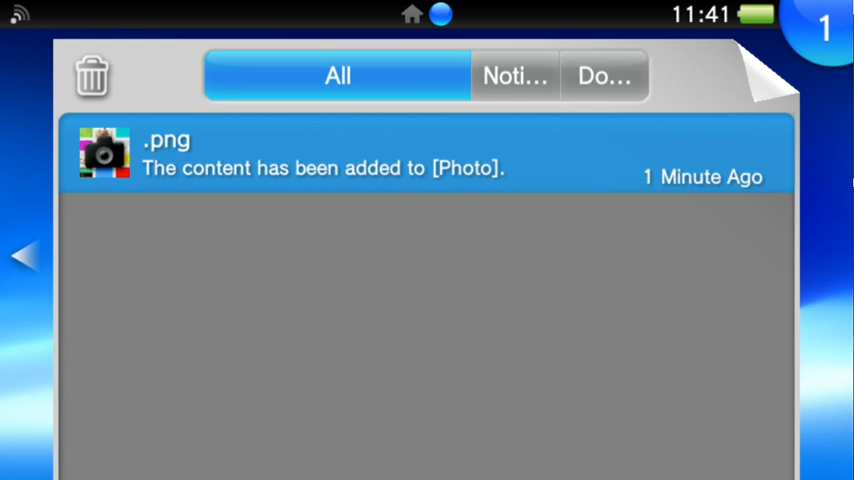 11:41
1
All
Noti...
Do...
.png
The content has been added to [Photo].
1 Minute Ago